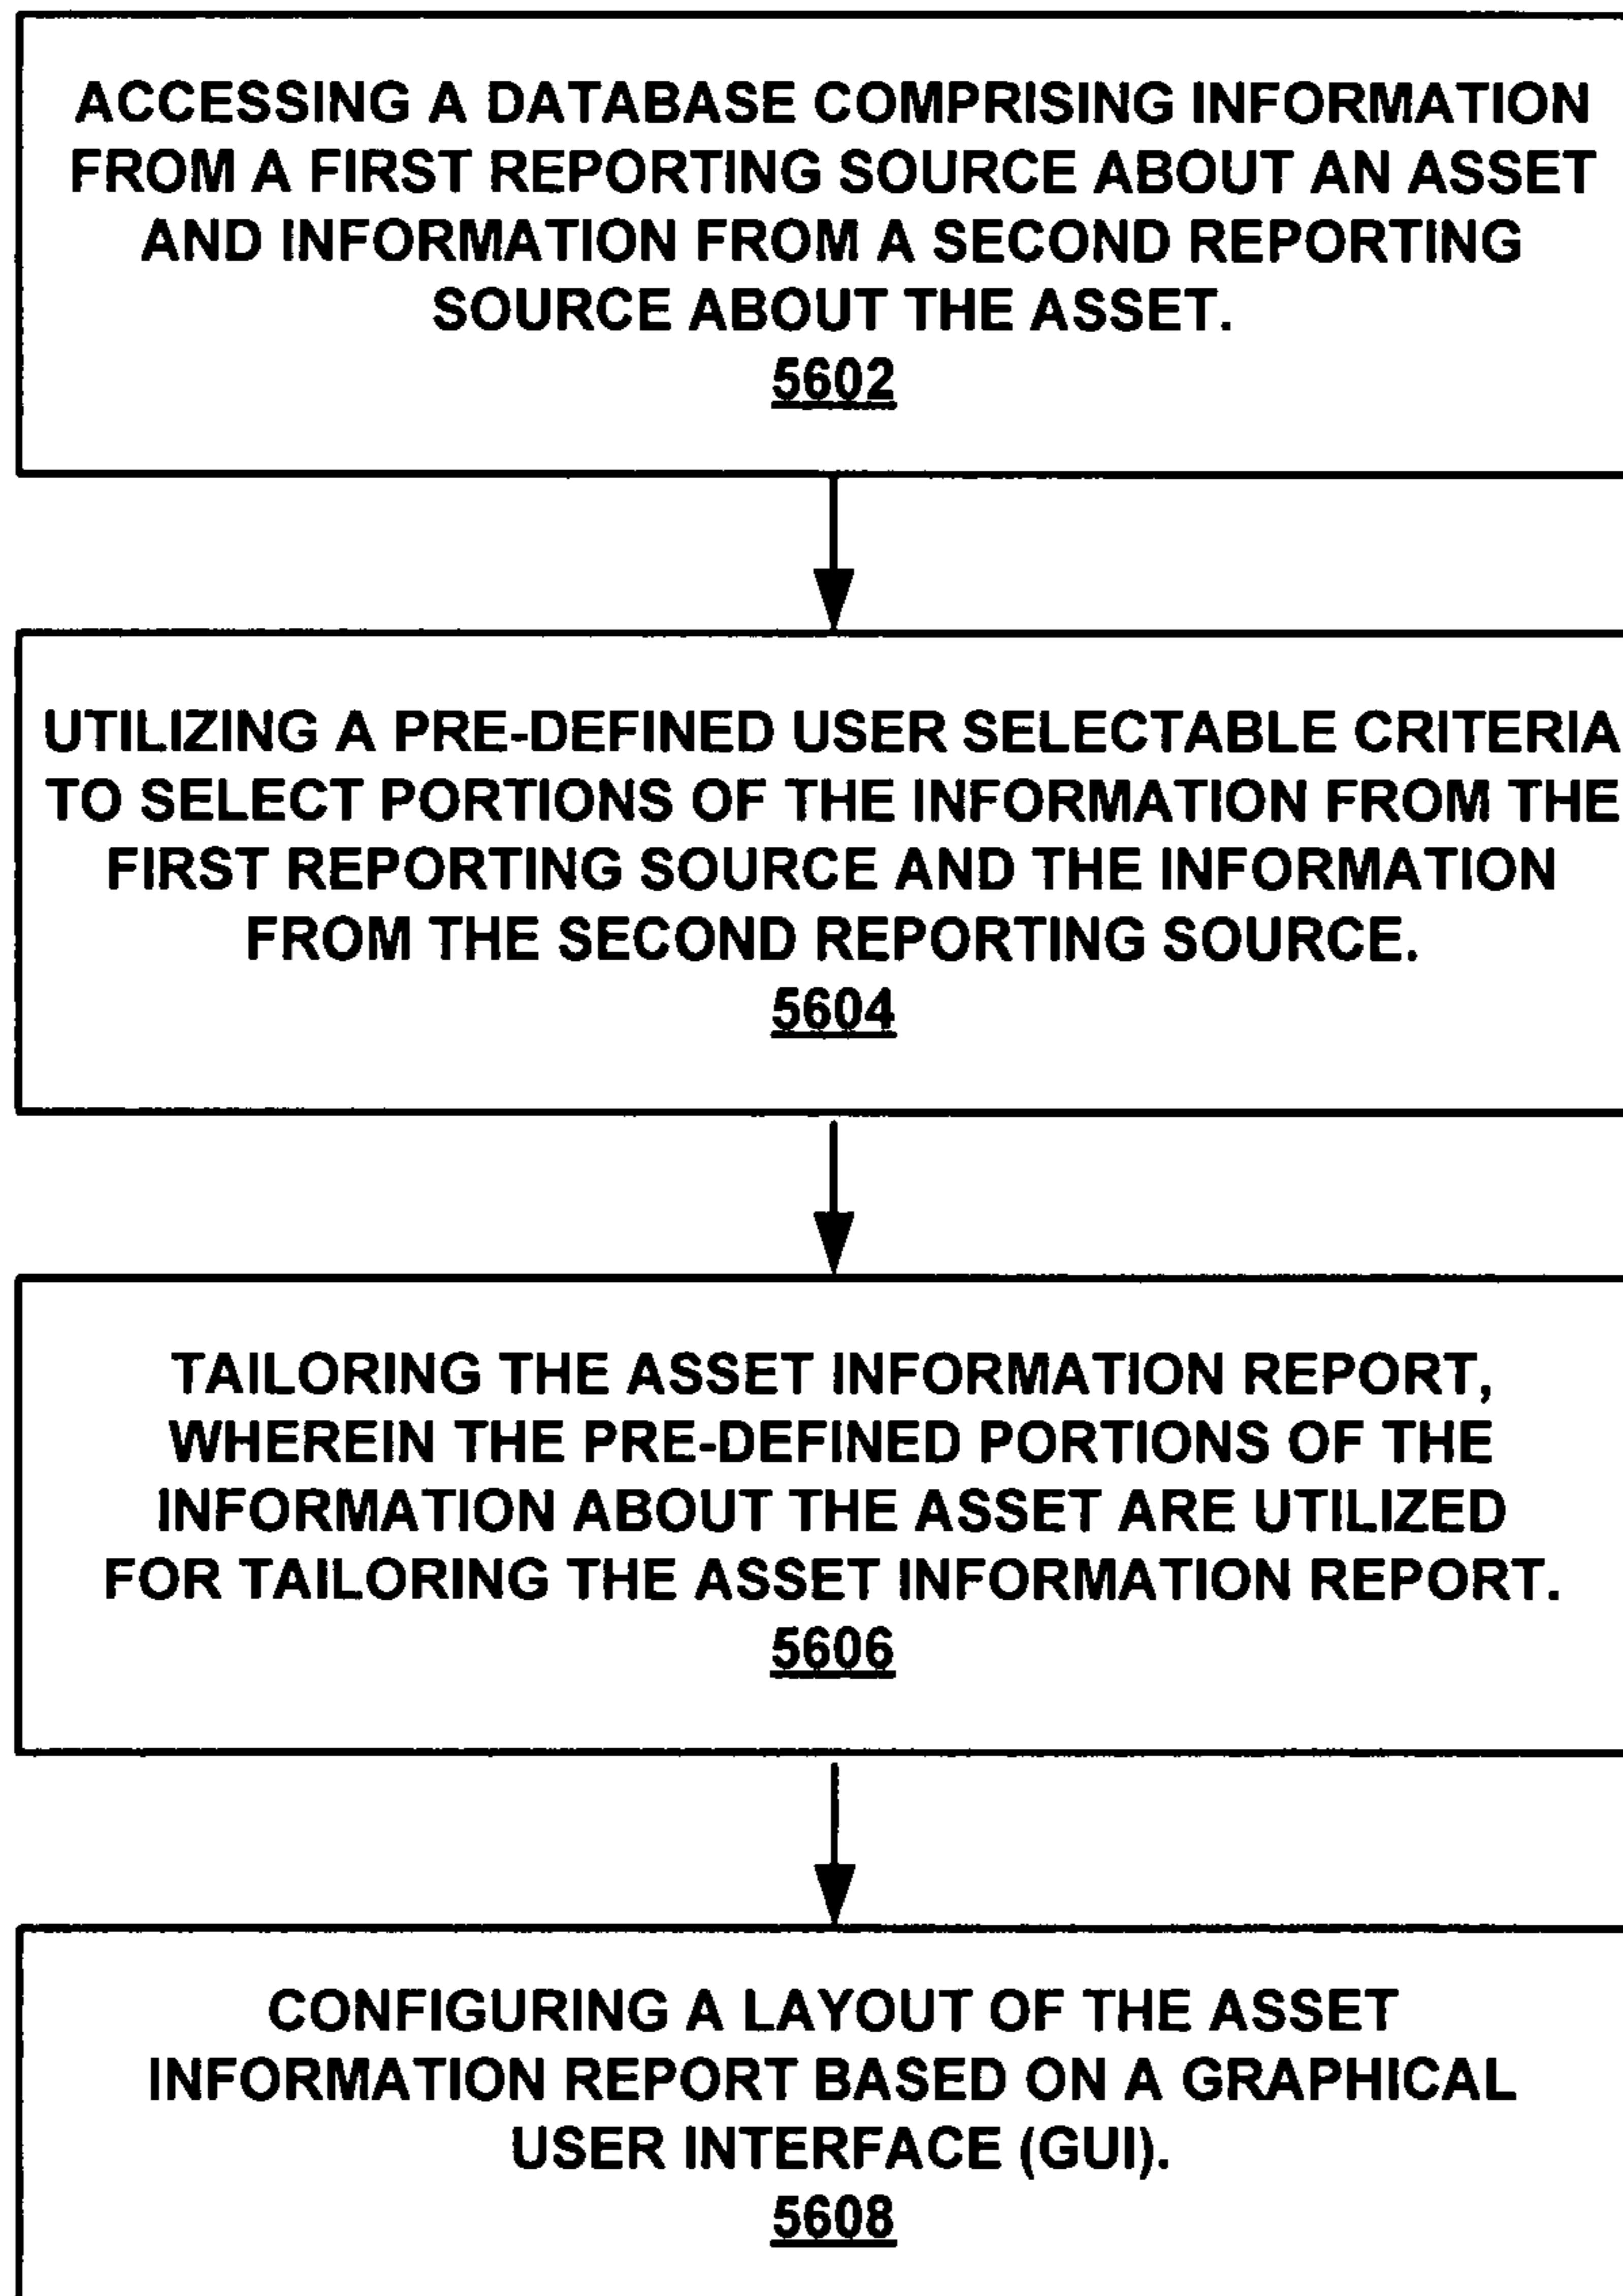 ACCESSING A DATABASE COMPRISING INFORMATION
FROM A FIRST REPORTING SOURCE ABOUT AN ASSET
AND INFORMATION FROM A SECOND REPORTING
SOURCE ABOUT THE ASSET.
5602
UTILIZING A PRE-DEFINED USER SELECTABLE CRITERIA
TO SELECT PORTIONS OF THE INFORMATION FROM THE
FIRST REPORTING SOURCE AND THE INFORMATION
FROM THE SECOND REPORTING SOURCE.
5604
TAILORING THE ASSET INFORMATION REPORT,
WHEREIN THE PRE-DEFINED PORTIONS OF THE
INFORMATION ABOUT THE ASSET ARE UTILIZED
FOR TAILORING THE ASSET INFORMATION REPORT.
5606
CONFIGURING A LAYOUT OF THE ASSET
INFORMATION REPORT BASED ON A GRAPHICAL
USER INTERFACE (GUI).
5608